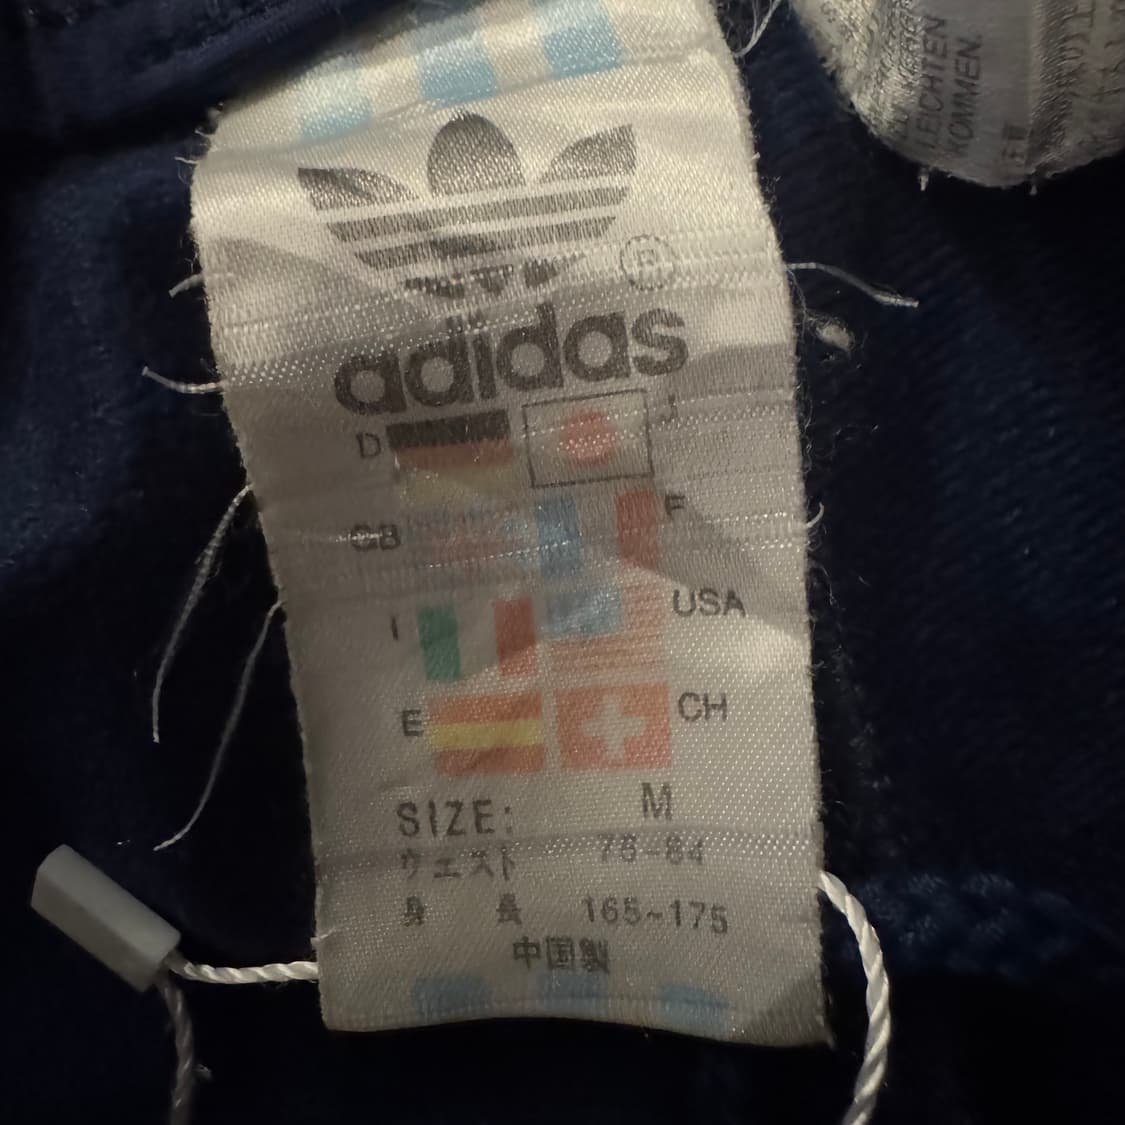 LEICHTEN
KOMMEN.
®
adidas
D J
GB F
I USA
E CH
SIZE: M
ウェスト 76-84
身 長 165~175
中国製